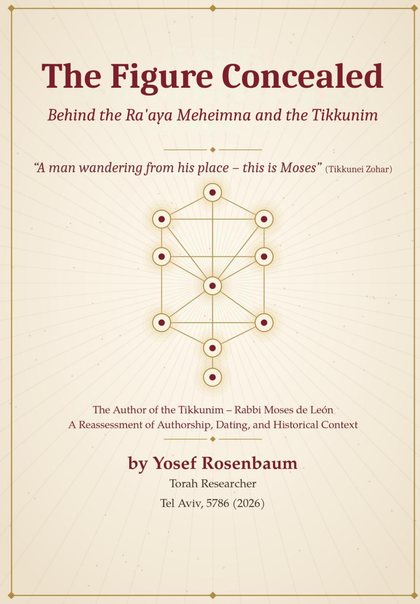 The Figure Concealed
Behind the Ra'aya Meheimna and the Tikkunim
“A man wandering from his place – this is Moses” (Tikkunei Zohar)
The Author of the Tikkunim – Rabbi Moses de León
A Reassessment of Authorship, Dating, and Historical Context
by Yosef Rosenbaum
Torah Researcher
Tel Aviv, 5786 (2026)